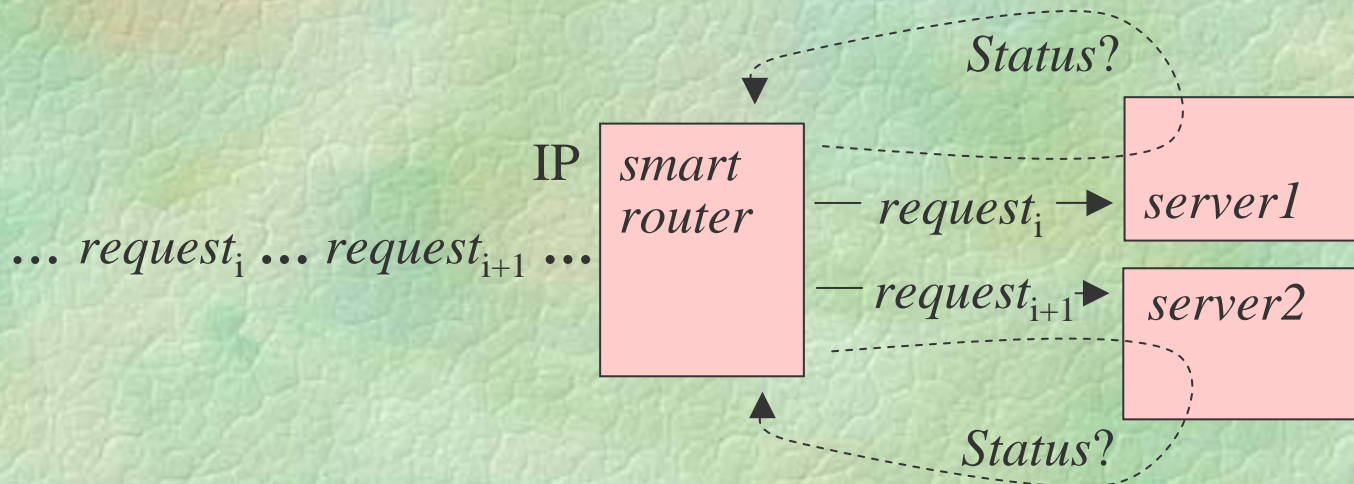 Status?
IP
smart
router
... requestᵢ ... requestᵢ₊₁ ...
requestᵢ
server1
requestᵢ₊₁
server2
Status?